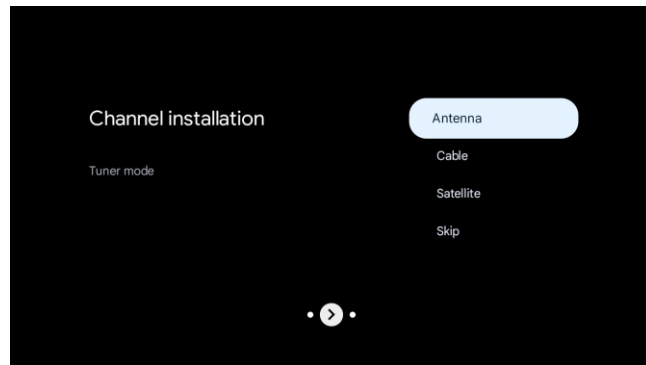 Channel installation
Tuner mode
Antenna
Cable
Satellite
Skip